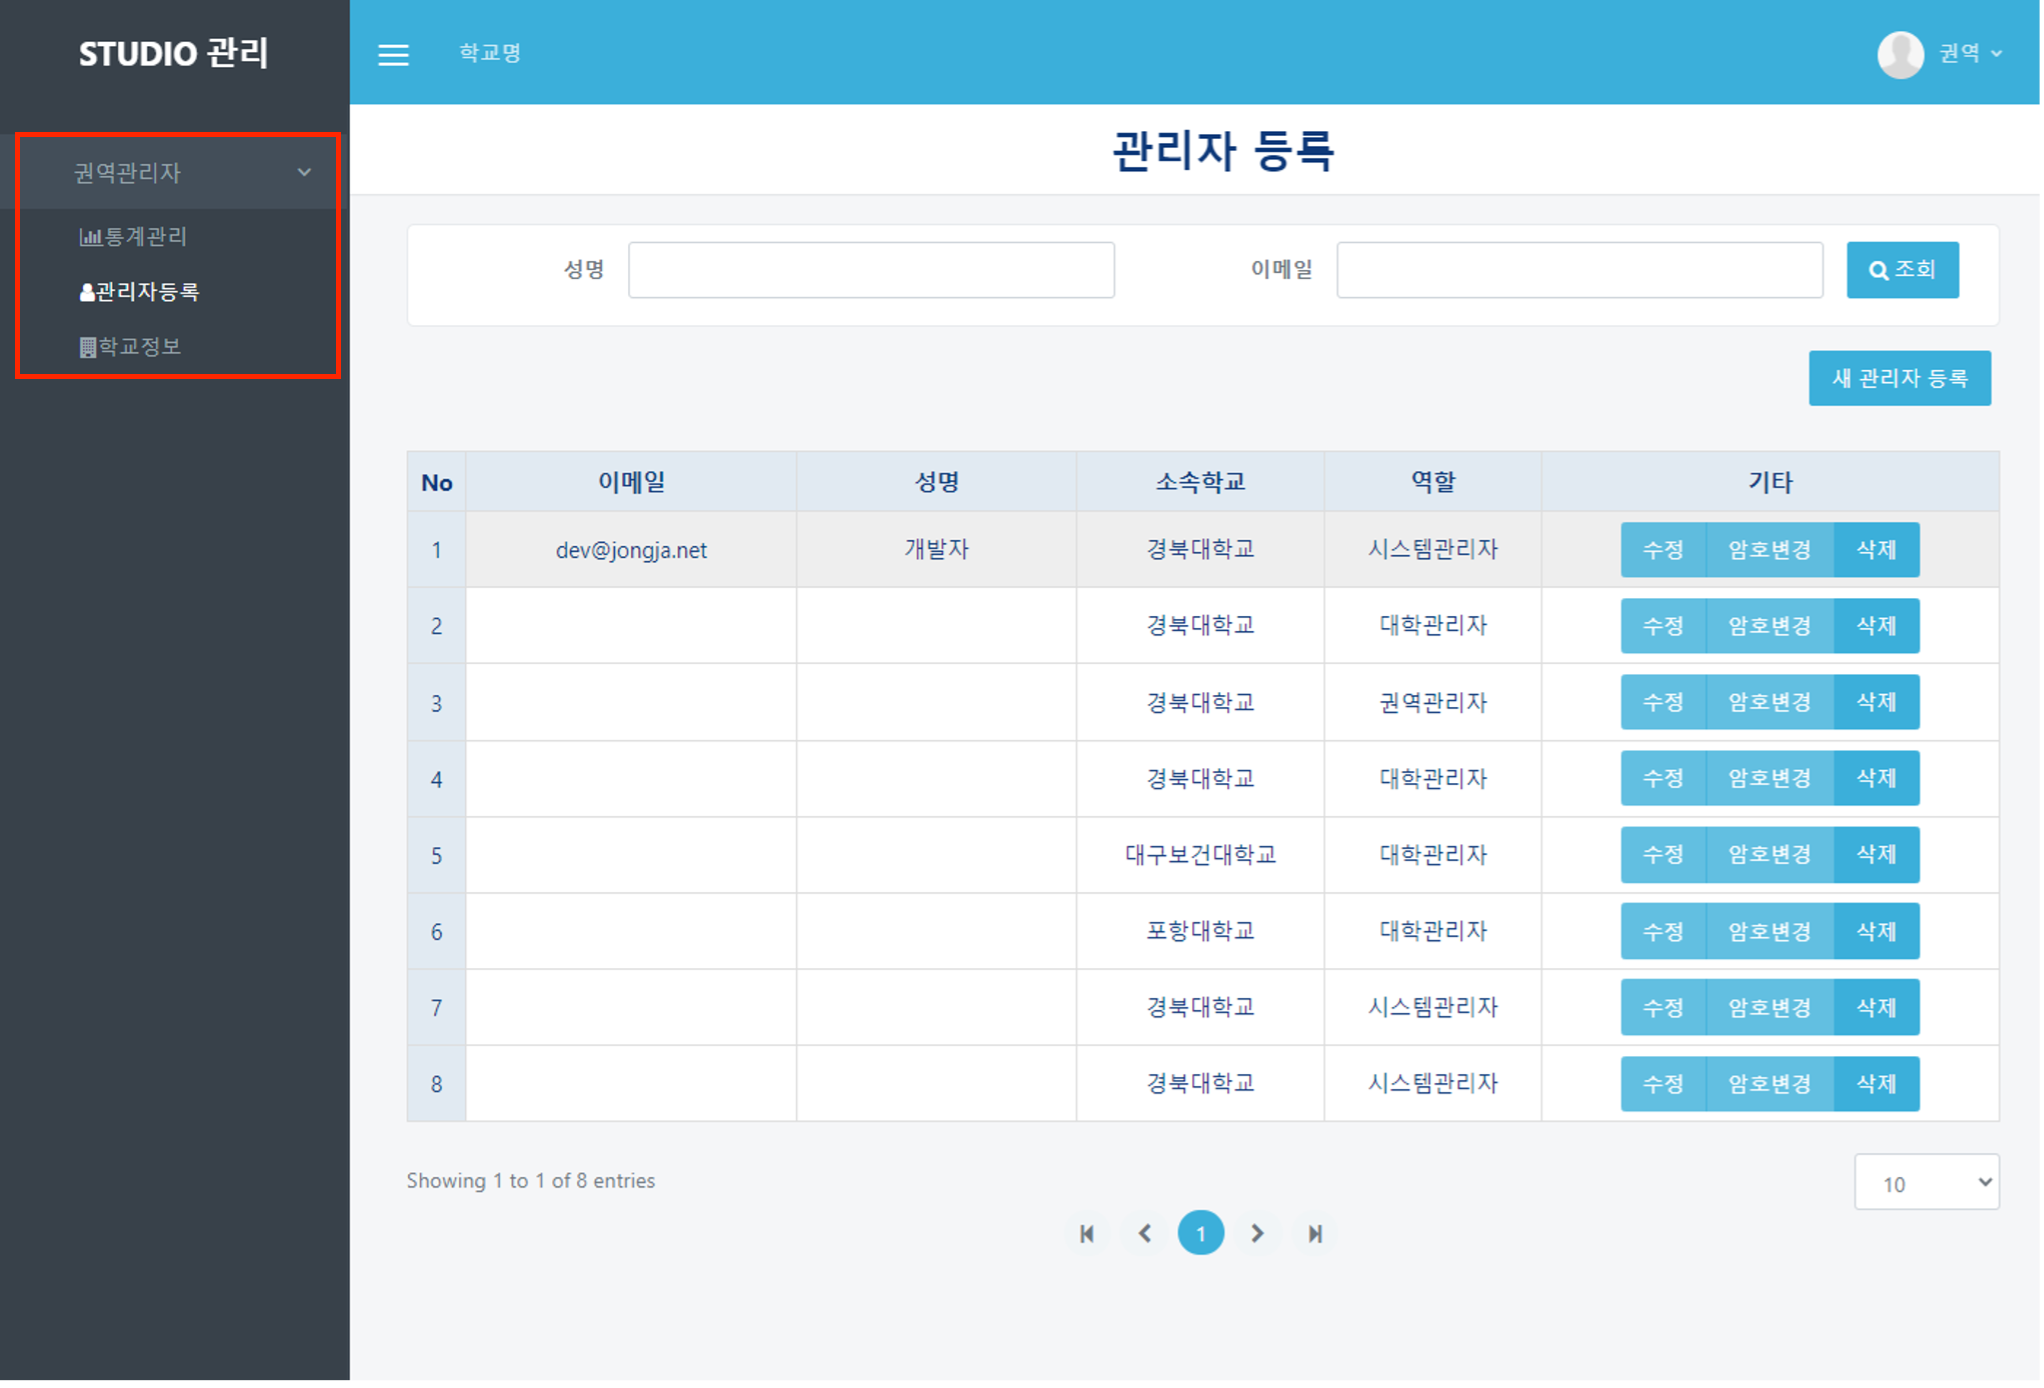 STUDIO 관리
학교명
권역
권역관리자
통계관리
관리자등록
학교정보
관리자 등록
성명
이메일
조회
새 관리자 등록
No 이메일 성명 소속학교 역할 기타
1 dev@jongja.net 개발자 경북대학교 시스템관리자 수정 암호변경 삭제
2 경북대학교 대학관리자 수정 암호변경 삭제
3 경북대학교 권역관리자 수정 암호변경 삭제
4 경북대학교 대학관리자 수정 암호변경 삭제
5 대구보건대학교 대학관리자 수정 암호변경 삭제
6 포항대학교 대학관리자 수정 암호변경 삭제
7 경북대학교 시스템관리자 수정 암호변경 삭제
8 경북대학교 시스템관리자 수정 암호변경 삭제
Showing 1 to 1 of 8 entries
10
1